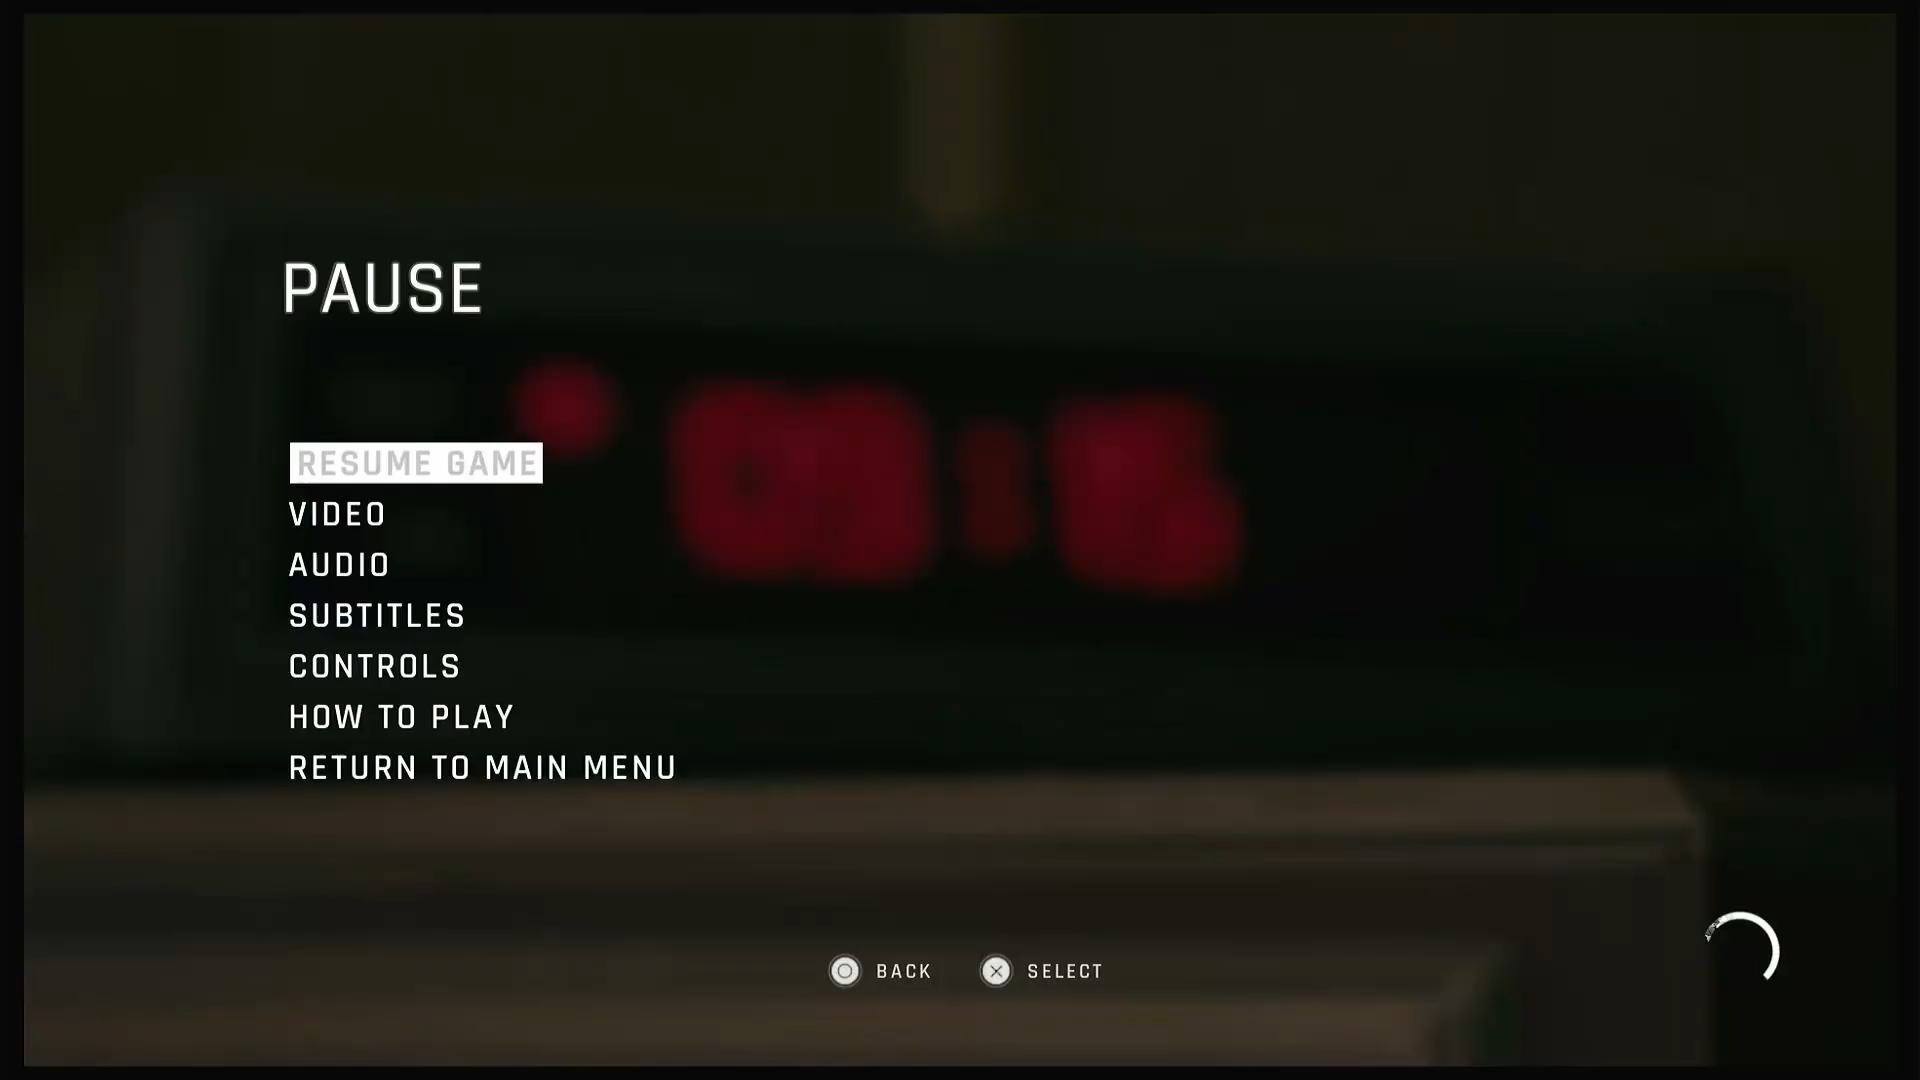 PAUSE
RESUME GAME
VIDEO
AUDIO
SUBTITLES
CONTROLS
HOW TO PLAY
RETURN TO MAIN MENU
BACK SELECT